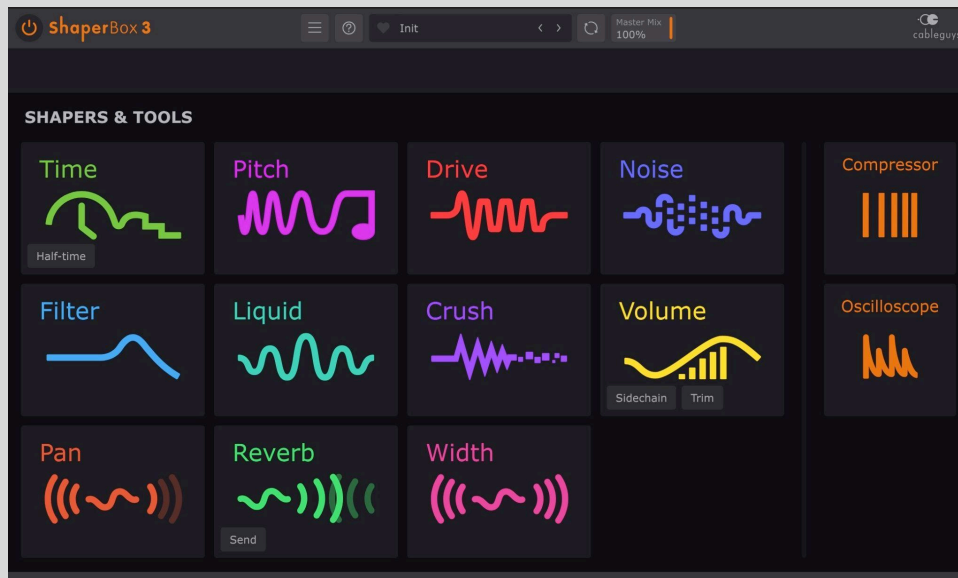 ShaperBox 3
Init
Master Mix
100%
cableguys
SHAPERS & TOOLS
Time
Half-time
Pitch
Drive
Noise
Compressor
Filter
Liquid
Crush
Volume
Sidechain Trim
Oscilloscope
Pan
Reverb
Send
Width